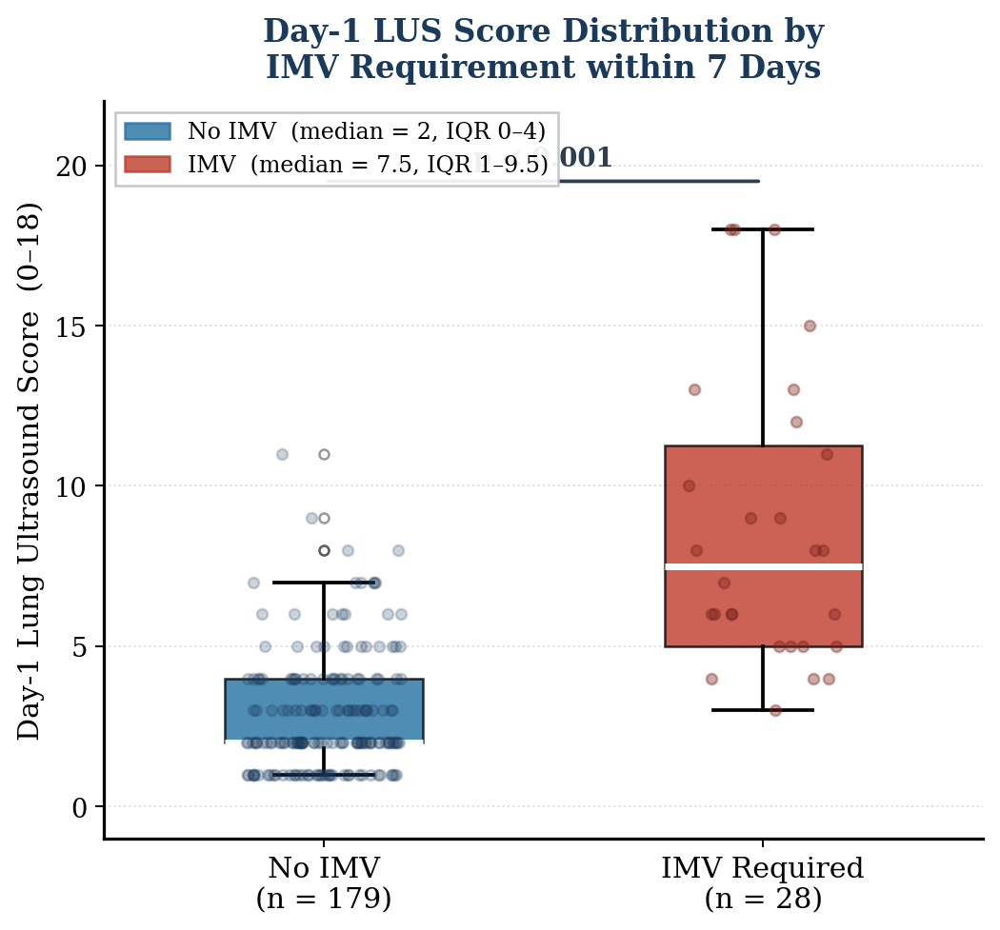 Day-1 LUS Score Distribution by
IMV Requirement within 7 Days
No IMV (median = 2, IQR 0–4)
IMV (median = 7.5, IQR 1–9.5)
001
Day-1 Lung Ultrasound Score (0–18)
20
15
10
5
0
No IMV
(n = 179)
IMV Required
(n = 28)